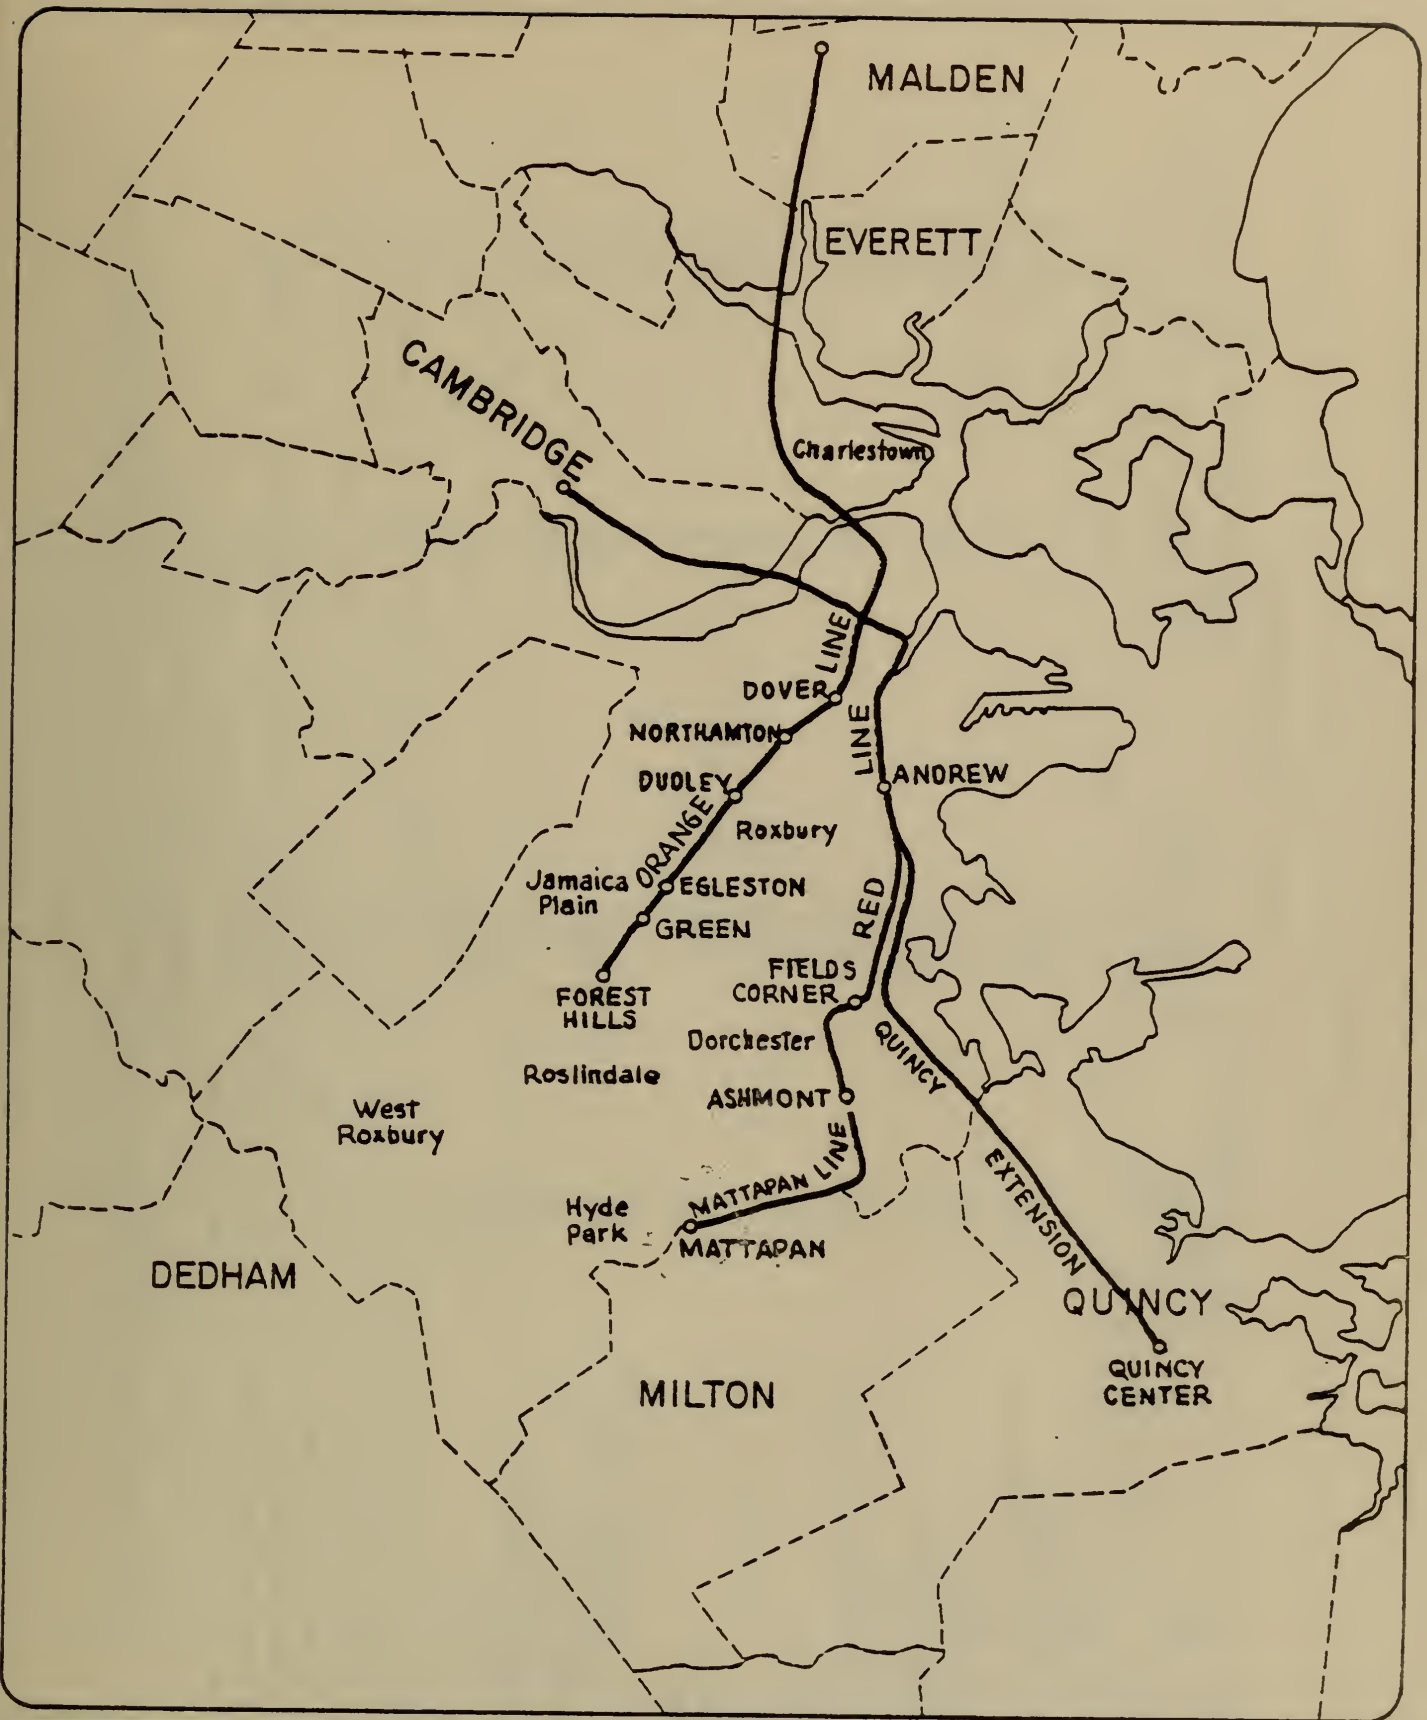 MALDEN
EVERETT
CAMBRIDGE
Charlestown
LINE
DOVER
NORTHAMTON
LINE
DUDLEY
ANDREW
ORANGE
Roxbury
Jamaica
Plain
EGLESTON
RED
GREEN
FIELDS
CORNER
FOREST
HILLS
Dorchester
QUINCY
Roslindale
ASHMONT
West
Roxbury
LINE
EXTENSION
MATTAPAN
Hyde
Park
MATTAPAN
DEDHAM
QUINCY
QUINCY
CENTER
MILTON